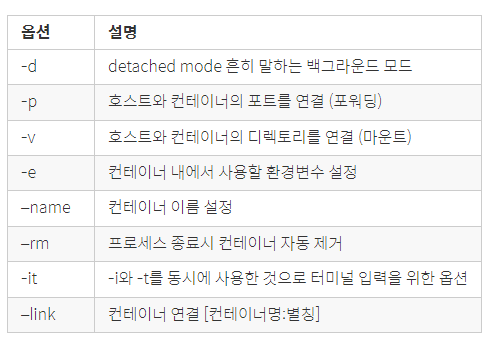 옵션 설명
-d detached mode 흔히 말하는 백그라운드 모드
-p 호스트와 컨테이너의 포트를 연결 (포워딩)
-v 호스트와 컨테이너의 디렉토리를 연결 (마운트)
-e 컨테이너 내에서 사용할 환경변수 설정
–name 컨테이너 이름 설정
–rm 프로세스 종료시 컨테이너 자동 제거
-it -i와 -t를 동시에 사용한 것으로 터미널 입력을 위한 옵션
–link 컨테이너 연결 [컨테이너명:별칭]